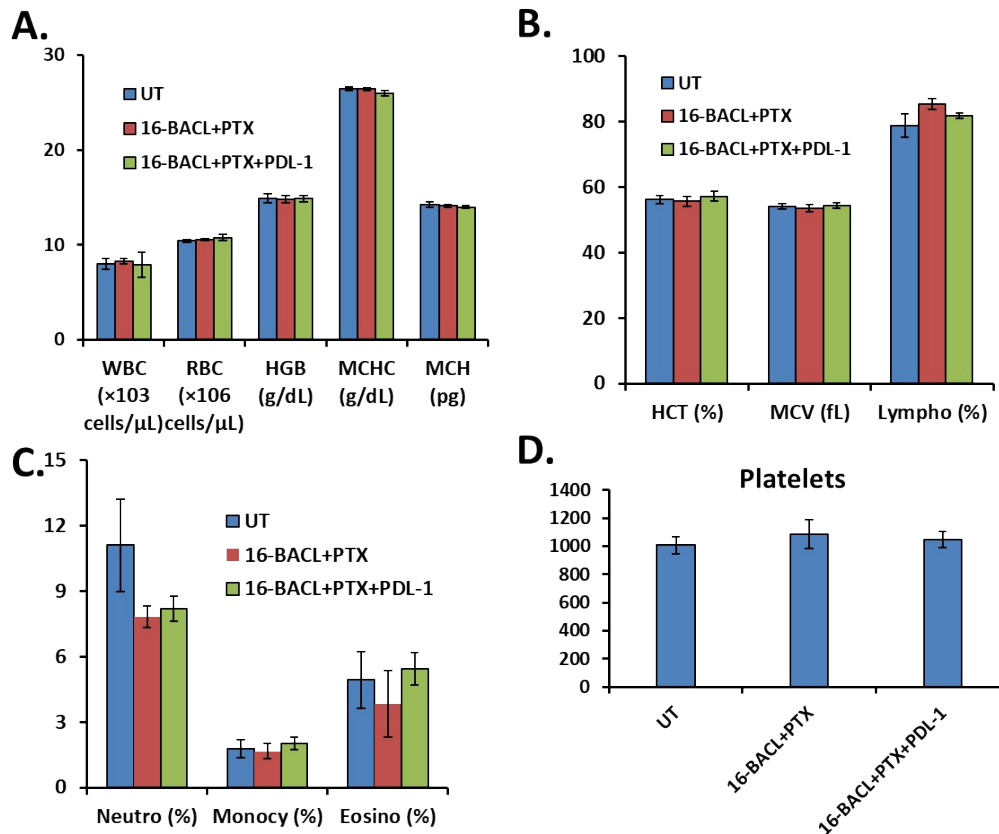 A.
30
20
10
0
UT
16-BACL+PTX
16-BACL+PTX+PDL-1
WBC RBC HGB MCHC MCH
(×103 (×106 (g/dL) (g/dL) (pg)
cells/µL) cells/µL)
B.
100
80
60
40
20
0
UT
16-BACL+PTX
16-BACL+PTX+PDL-1
HCT (%) MCV (fL) Lympho (%)
C.
15
12
9
6
3
0
UT
16-BACL+PTX
16-BACL+PTX+PDL-1
Neutro (%) Monocy (%) Eosino (%)
D.
Platelets
1400
1200
1000
800
600
400
200
0
UT
16-BACL+PTX
16-BACL+PTX+PDL-1